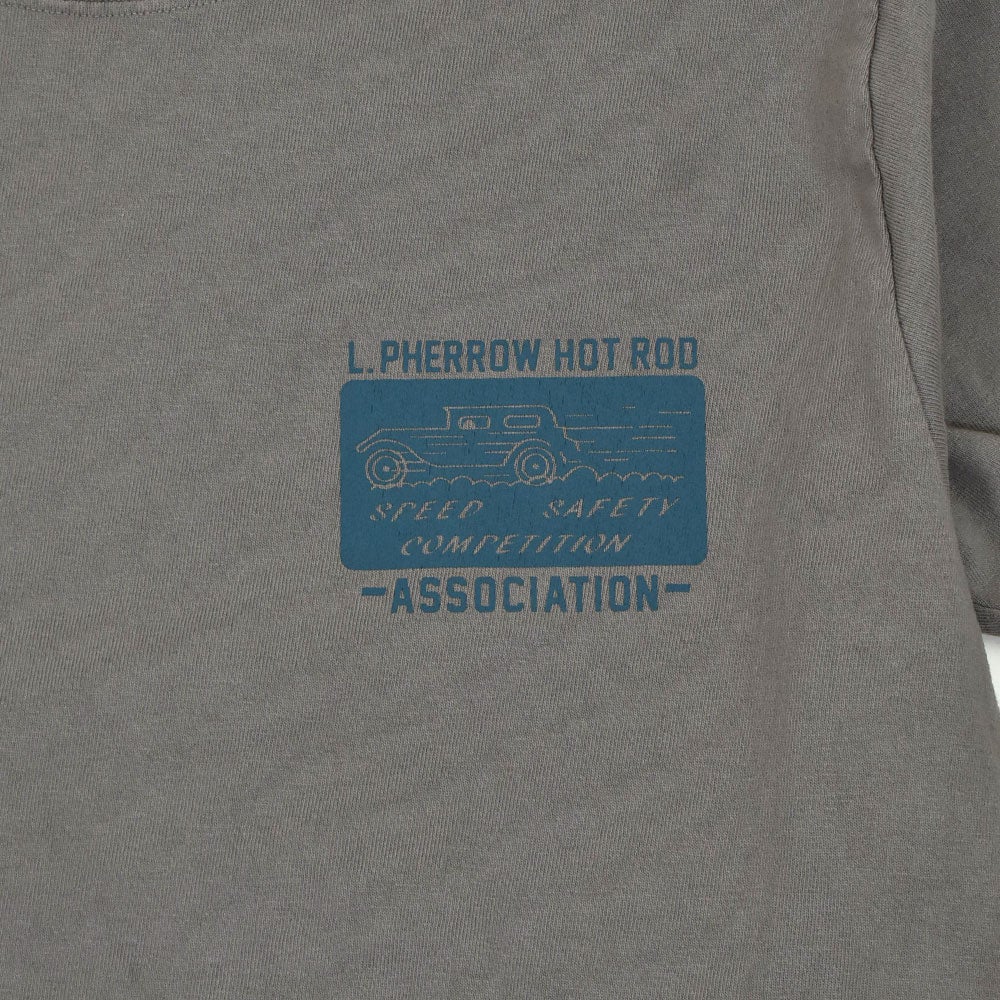 L. PHERROW HOT ROD
SPEED SAFETY
COMPETITION
-ASSOCIATION-